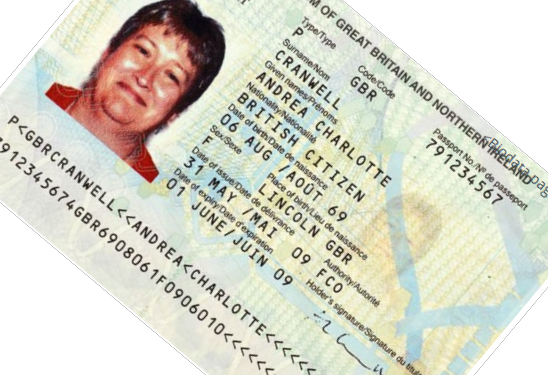 M OF GREAT BRITAIN AND NORTHERN IRELAND
Type/Type
P
Code/Code
GBR
Passport No./Nº de passeport
791234567
Surname/Nom
CRANWELL
Given names/Prénoms
ANDREA CHARLOTTE
Nationality/Nationalité
BRITISH CITIZEN
Date of birth/Date de naissance
06 AUG /AOUT 69
Sex/Sexe
F
Place of birth/Lieu de naissance
LINCOLN GBR
Date of issue/Date de délivrance
31 MAY /MAI 09
Authority/Autorité
FCO
Date of expiry/Date d'expiration
01 JUNE/JUIN 09
Holder's signature/Signature du titul
P<GBRCRANWELL<<ANDREA<CHARLOTTE<<<<<<
7912345674GBR6908061F0906010<<<<<<